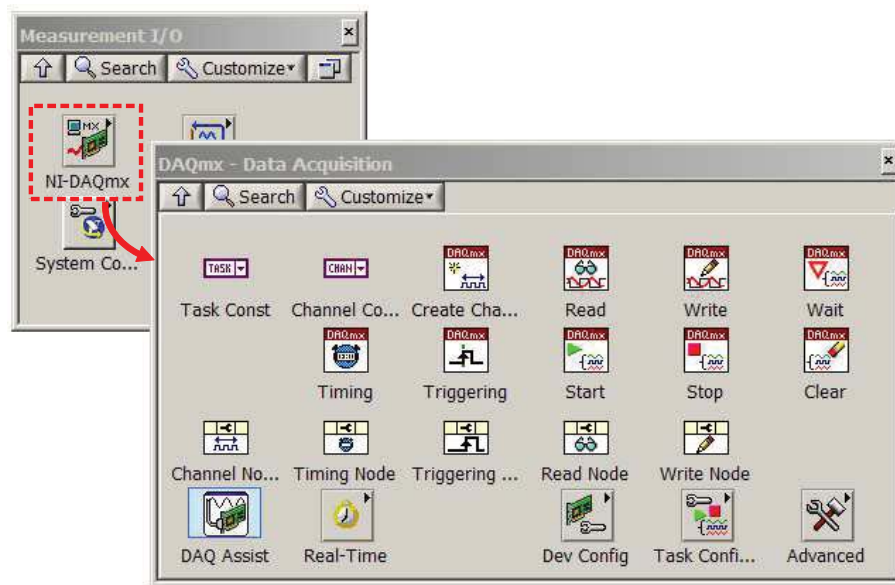 Measurement I/O
Search Customize
MX
NI-DAQmx
System Co...
DAQmx - Data Acquisition
Search Customize
TASK CHAN DAQmx DAQmx DAQmx DAQmx
Task Const Channel Co... Create Cha... Read Write Wait
DAQmx DAQmx DAQmx DAQmx DAQmx
Timing Triggering Start Stop Clear
Channel No... Timing Node Triggering ... Read Node Write Node
DAQ Assist Real-Time Dev Config Task Confi... Advanced